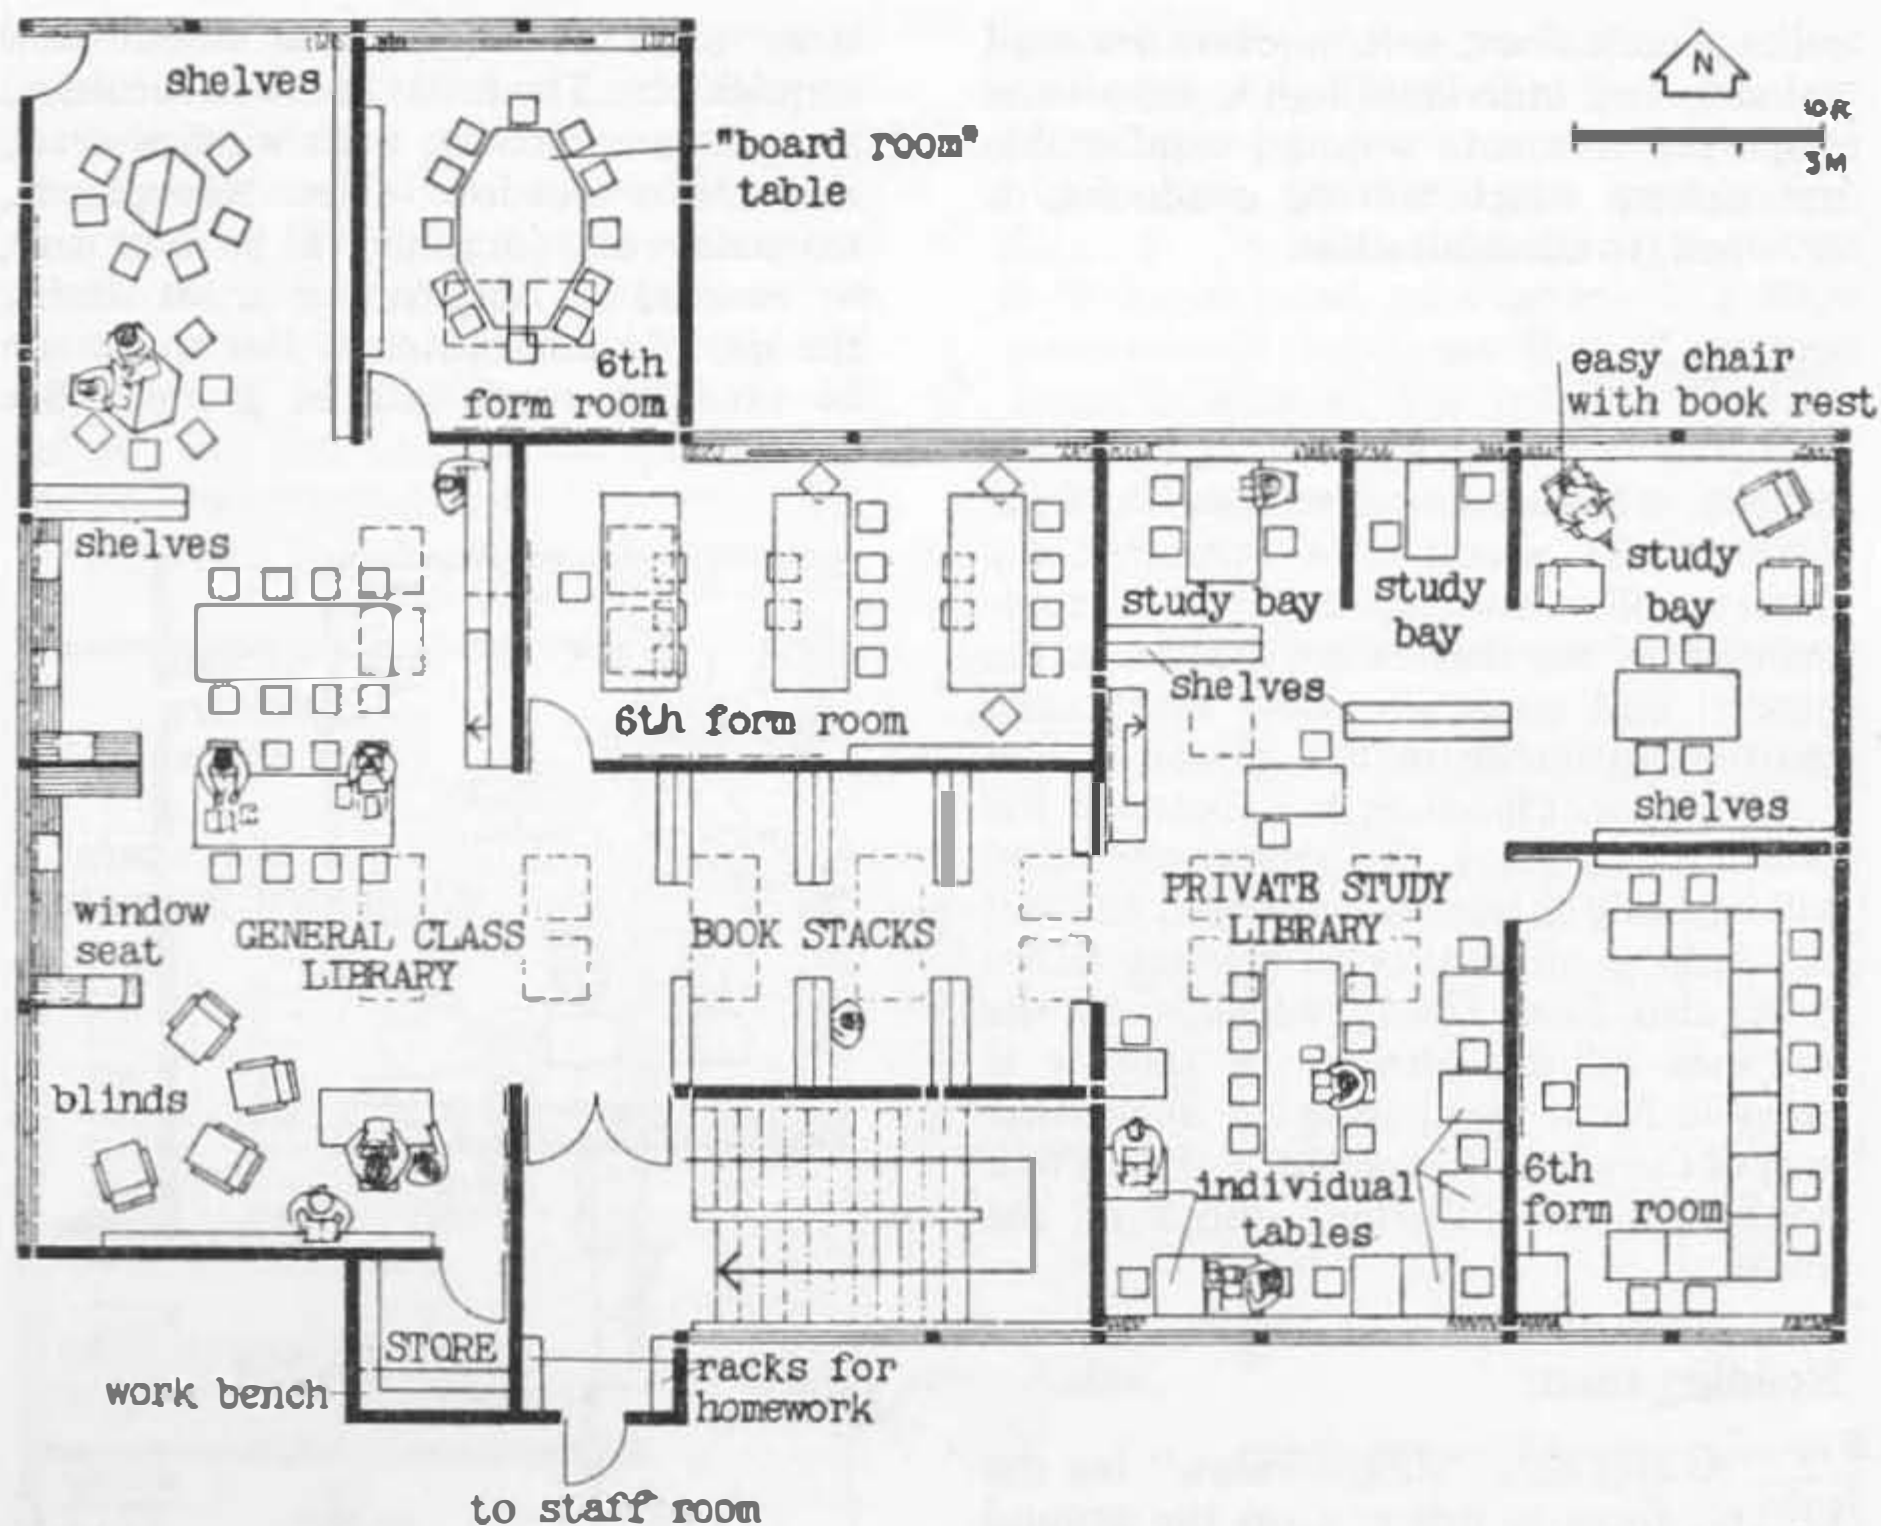 shelves
N
10 ft
3M
"board room"
table
6th
form room
easy chair
with book rest
shelves
study bay
study
bay
study
bay
shelves
6th form room
shelves
window
seat
GENERAL CLASS
LIBRARY
BOOK STACKS
PRIVATE STUDY
LIBRARY
blinds
individual
tables
6th
form room
STORE
work bench
racks for
homework
to staff room